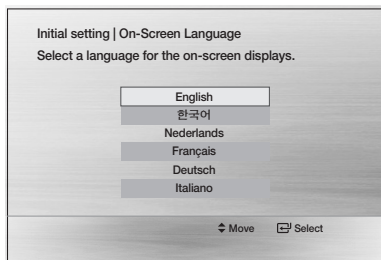 Initial setting | On-Screen Language
Select a language for the on-screen displays.
English
한국어
Nederlands
Français
Deutsch
Italiano
Move Select